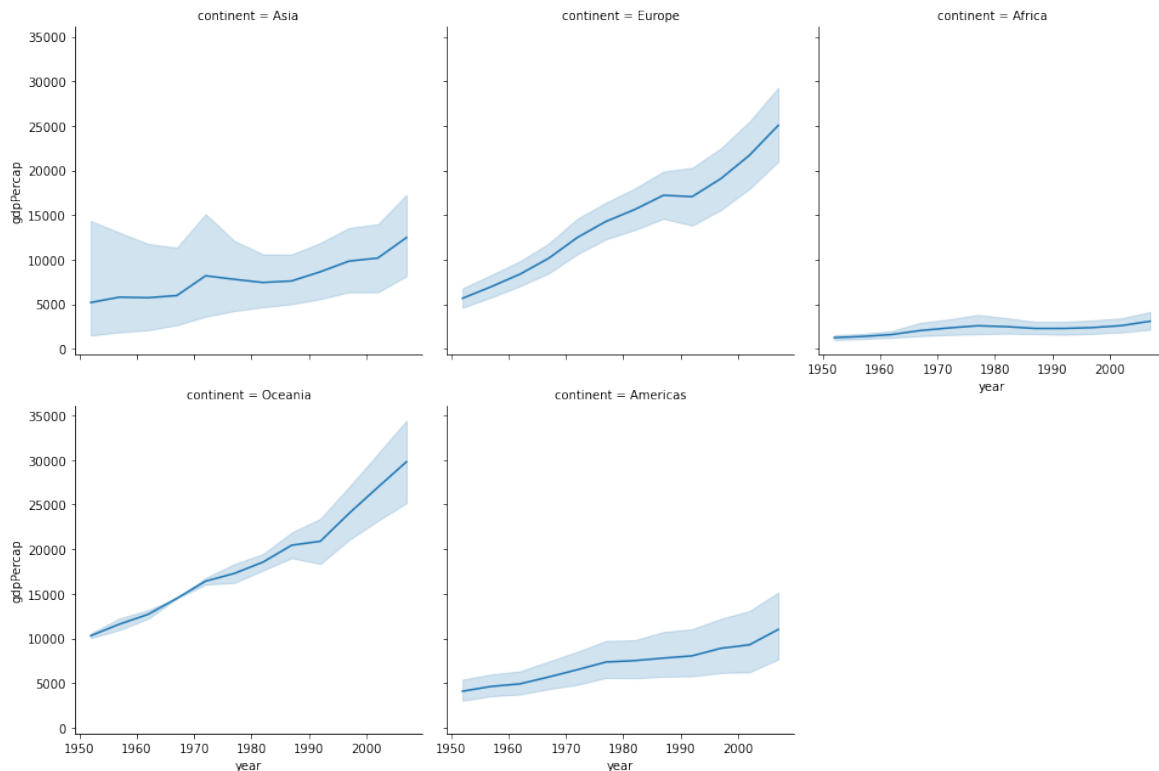 continent = Asia
continent = Europe
continent = Africa
35000
30000
25000
20000
15000
10000
5000
0
gdpPercap
1950 1960 1970 1980 1990 2000
year
continent = Oceania
continent = Americas
35000
30000
25000
20000
15000
10000
5000
0
gdpPercap
1950 1960 1970 1980 1990 2000
year
1950 1960 1970 1980 1990 2000
year